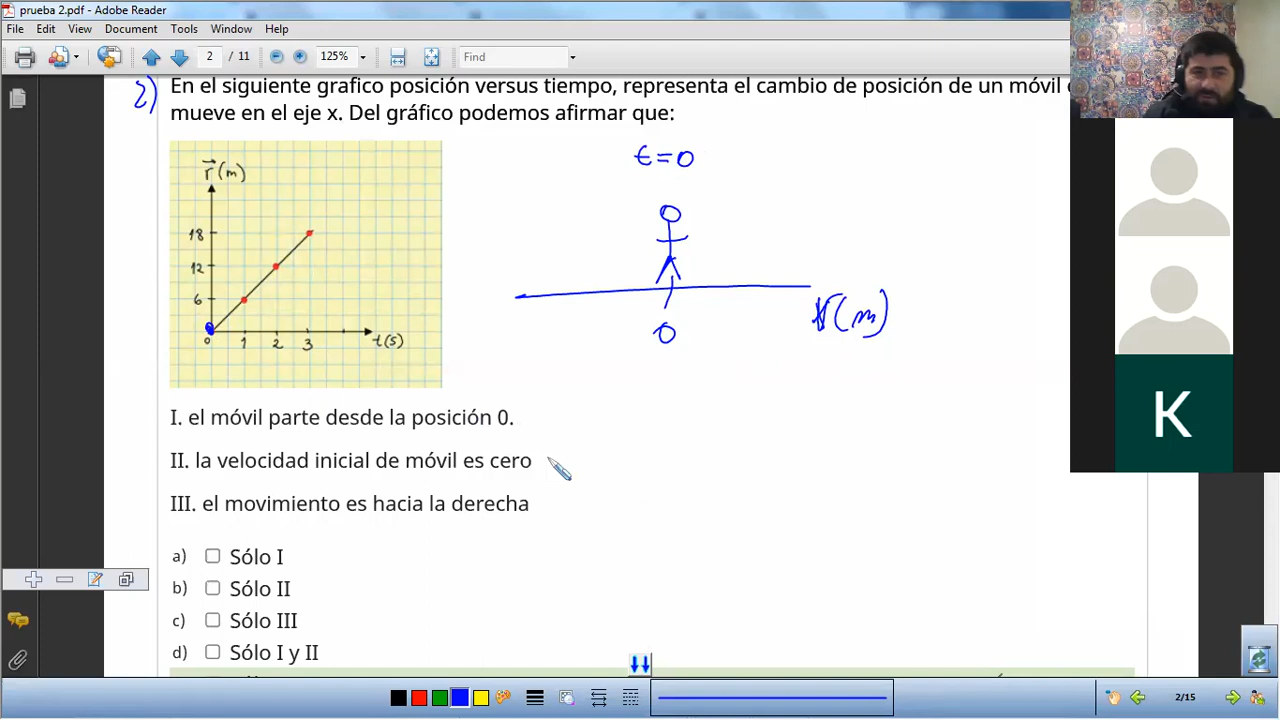 prueba 2.pdf - Adobe Reader
File Edit View Document Tools Window Help
2 / 11 125% Find
2) En el siguiente grafico posición versus tiempo, representa el cambio de posición de un móvil
mueve en el eje x. Del gráfico podemos afirmar que:
t=0
r (m)
18
12
6
0 1 2 3 t(s)
0
(m)
I. el móvil parte desde la posición 0.
II. la velocidad inicial de móvil es cero
III. el movimiento es hacia la derecha
a) Sólo I
b) Sólo II
c) Sólo III
d) Sólo I y II
K
2/15